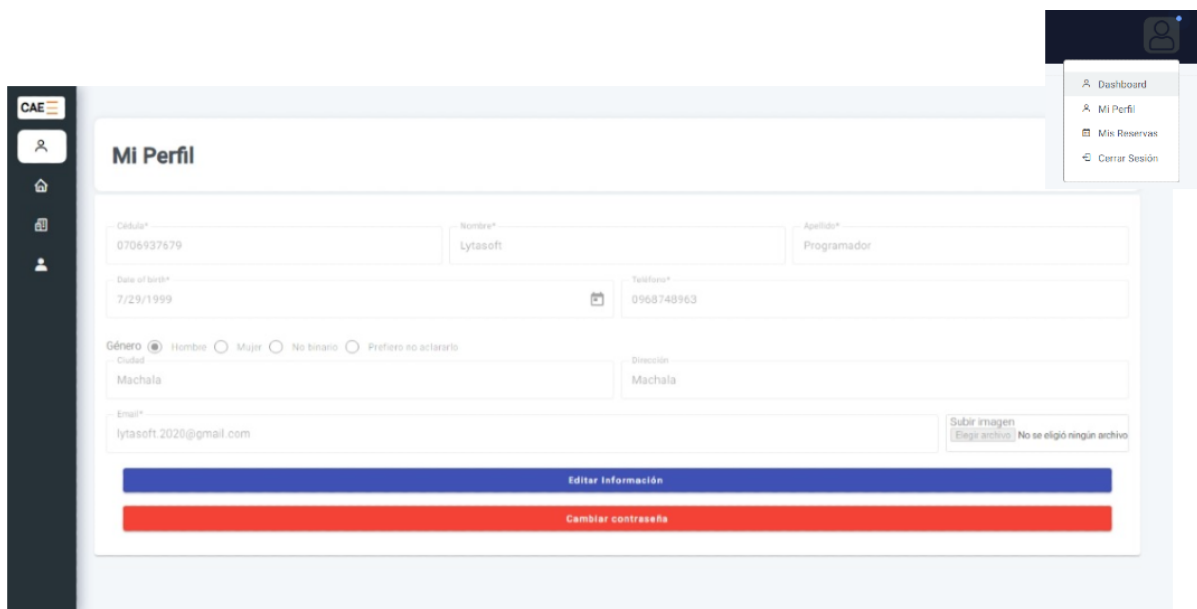 Dashboard
Mi Perfil
Mis Reservas
Cerrar Sesión
CAE
Mi Perfil
Cédula* Nombre* Apellido*
0706937679 Lytasoft Programador
Date of birth* Teléfono*
7/29/1999 0968748963
Género Hombre Mujer No binario Prefiero no aclararlo
Ciudad Dirección
Machala Machala
Email*
lytasoft.2020@gmail.com
Subir imagen
Elegir archivo No se eligió ningún archivo
Editar Información
Cambiar contraseña